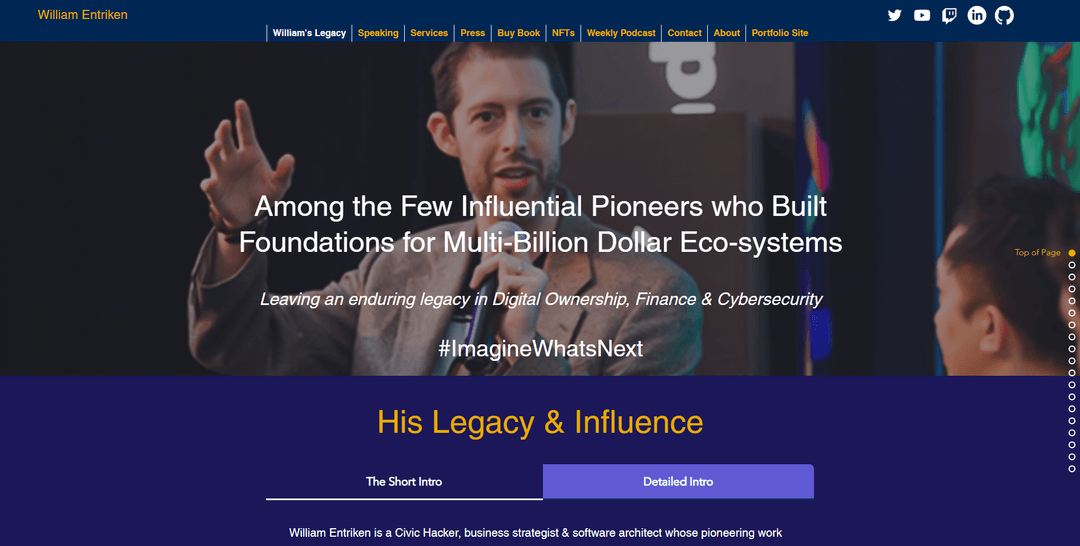 William Entriken
William's Legacy
Speaking
Services
Press
Buy Book
NFTs
Weekly Podcast
Contact
About
Portfolio Site
Among the Few Influential Pioneers who Built
Foundations for Multi-Billion Dollar Eco-systems
Top of Page
Leaving an enduring legacy in Digital Ownership, Finance & Cybersecurity
#ImagineWhatsNext
His Legacy & Influence
The Short Intro
Detailed Intro
William Entriken is a Civic Hacker, business strategist & software architect whose pioneering work